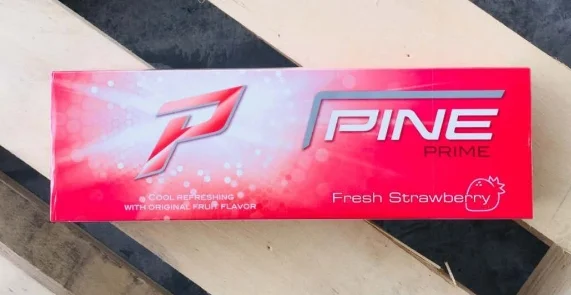 P
COOL REFRESHING
WITH ORIGINAL FRUIT FLAVOR
PINE
PRIME
Fresh Strawberry